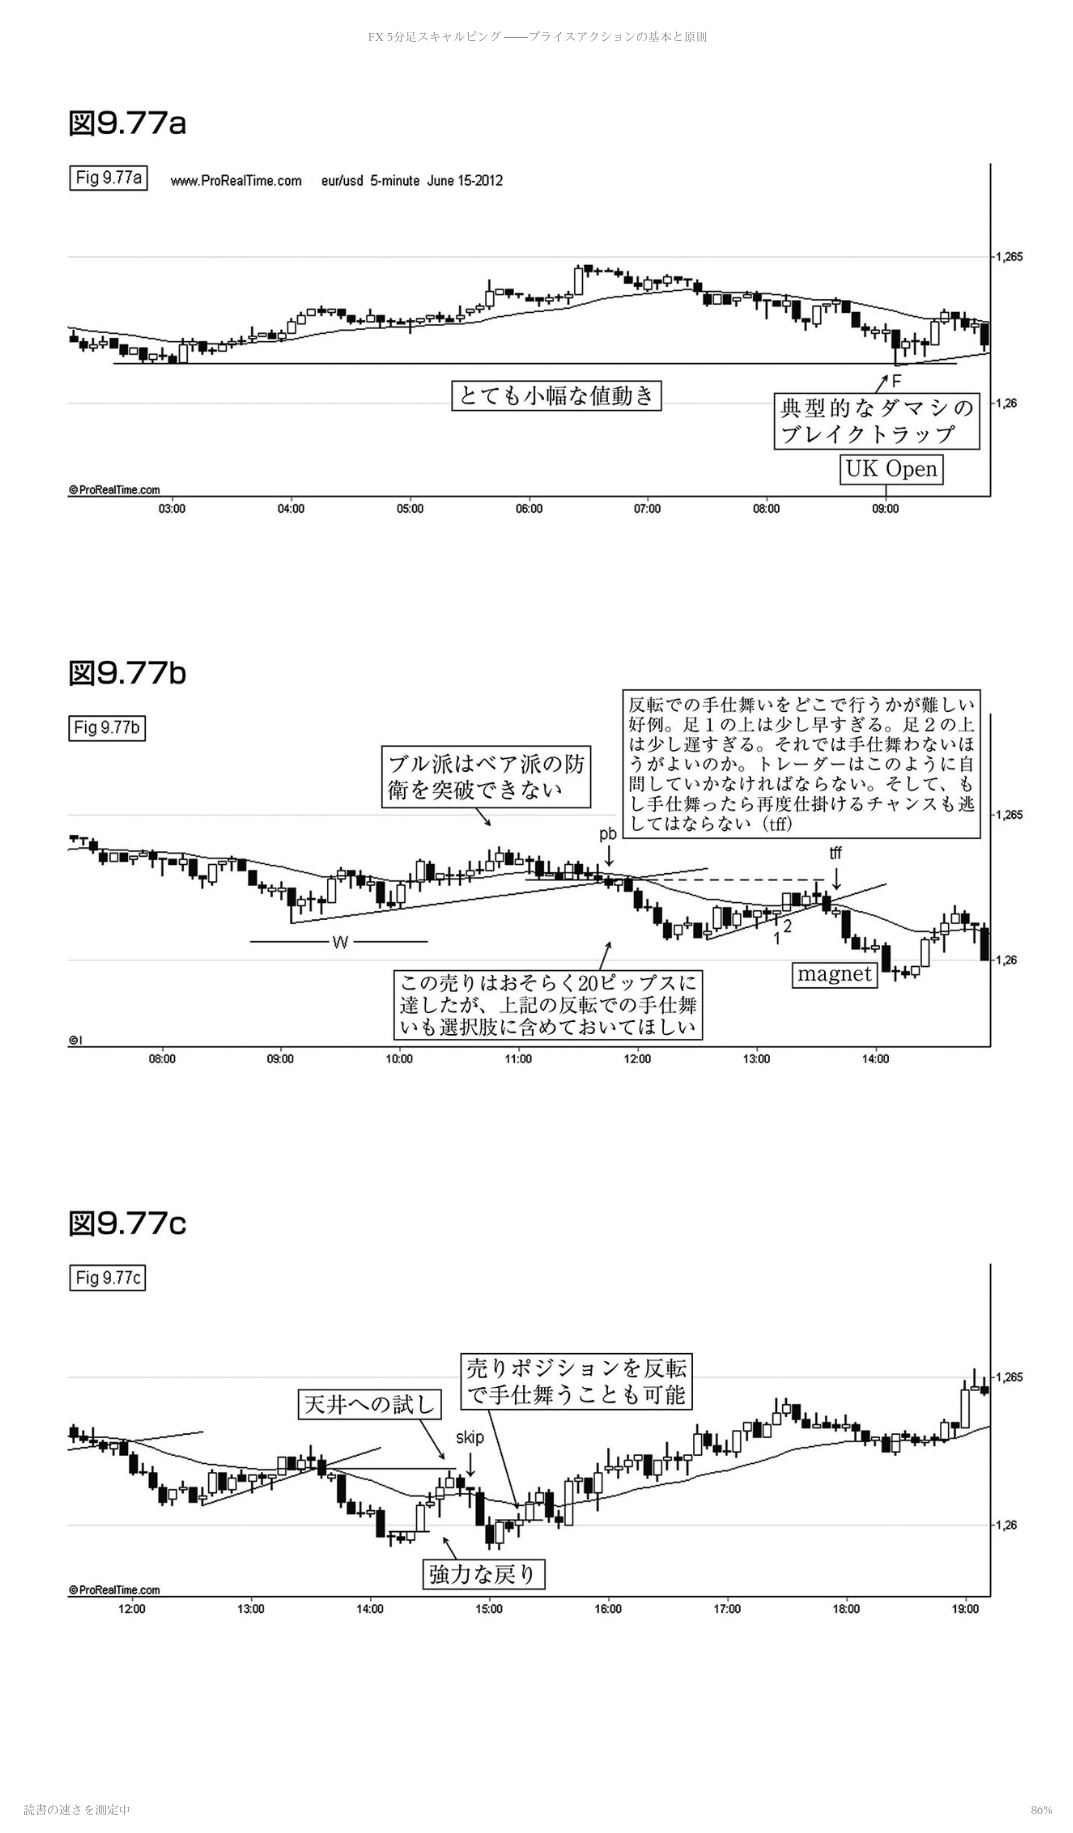 FX 5分足スキャルピング ――プライスアクションの基本と原則
図9.77a
Fig 9.77a
www.ProRealTime.com eur/usd 5-minute June 15-2012
1,265
とても小幅な値動き
F
1,26
典型的なダマシの
ブレイクトラップ
UK Open
©ProRealTime.com
03:00 04:00 05:00 06:00 07:00 08:00 09:00
図9.77b
Fig 9.77b
反転での手仕舞いをどこで行うかが難しい
好例。足１の上は少し早すぎる。足２の上
は少し遅すぎる。それでは手仕舞わないほ
うがよいのか。トレーダーはこのように自
問していかなければならない。そして、も
し手仕舞ったら再度仕掛けるチャンスも逃
してはならない（tff）
ブル派はベア派の防
衛を突破できない
1,265
pb
tff
W
1 2
1,26
magnet
この売りはおそらく20ピップスに
達したが、上記の反転での手仕舞
いも選択肢に含めておいてほしい
08:00 09:00 10:00 11:00 12:00 13:00 14:00
図9.77c
Fig 9.77c
売りポジションを反転
で手仕舞うことも可能
1,265
天井への試し
skip
1,26
強力な戻り
©ProRealTime.com
12:00 13:00 14:00 15:00 16:00 17:00 18:00 19:00
読書の速さを測定中
86%